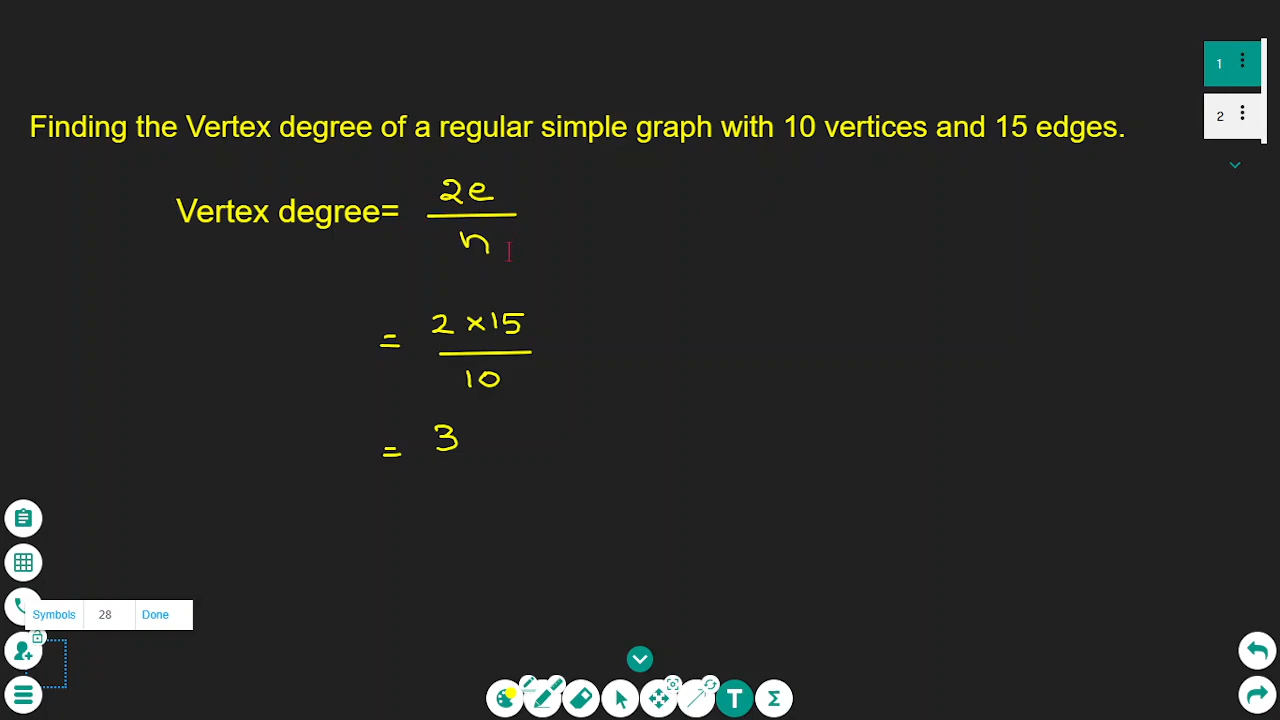 1
Finding the Vertex degree of a regular simple graph with 10 vertices and 15 edges.
2
Vertex degree= 2e
n
= 2 × 15
10
= 3
Symbols 28 Done
T Σ